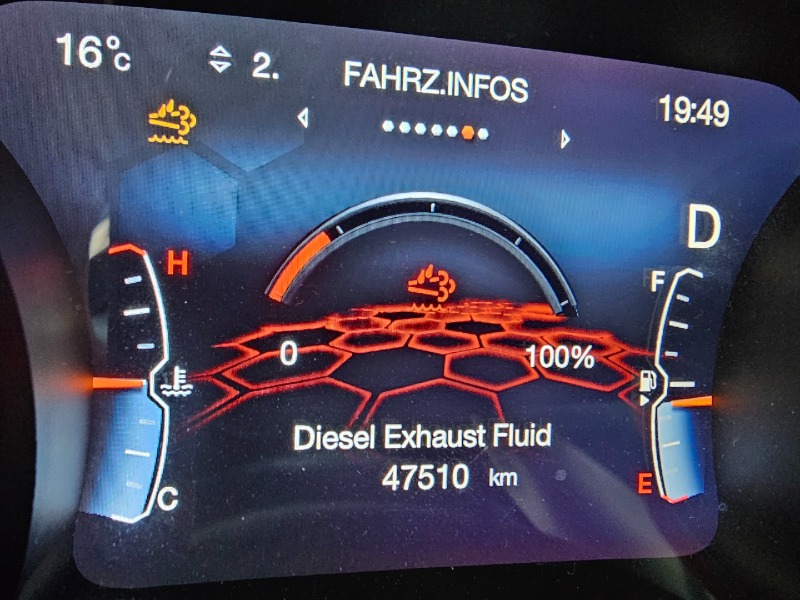 16°C
2.
FAHRZ.INFOS
19:49
D
H
F
0
100%
Diesel Exhaust Fluid
47510 km
C
E